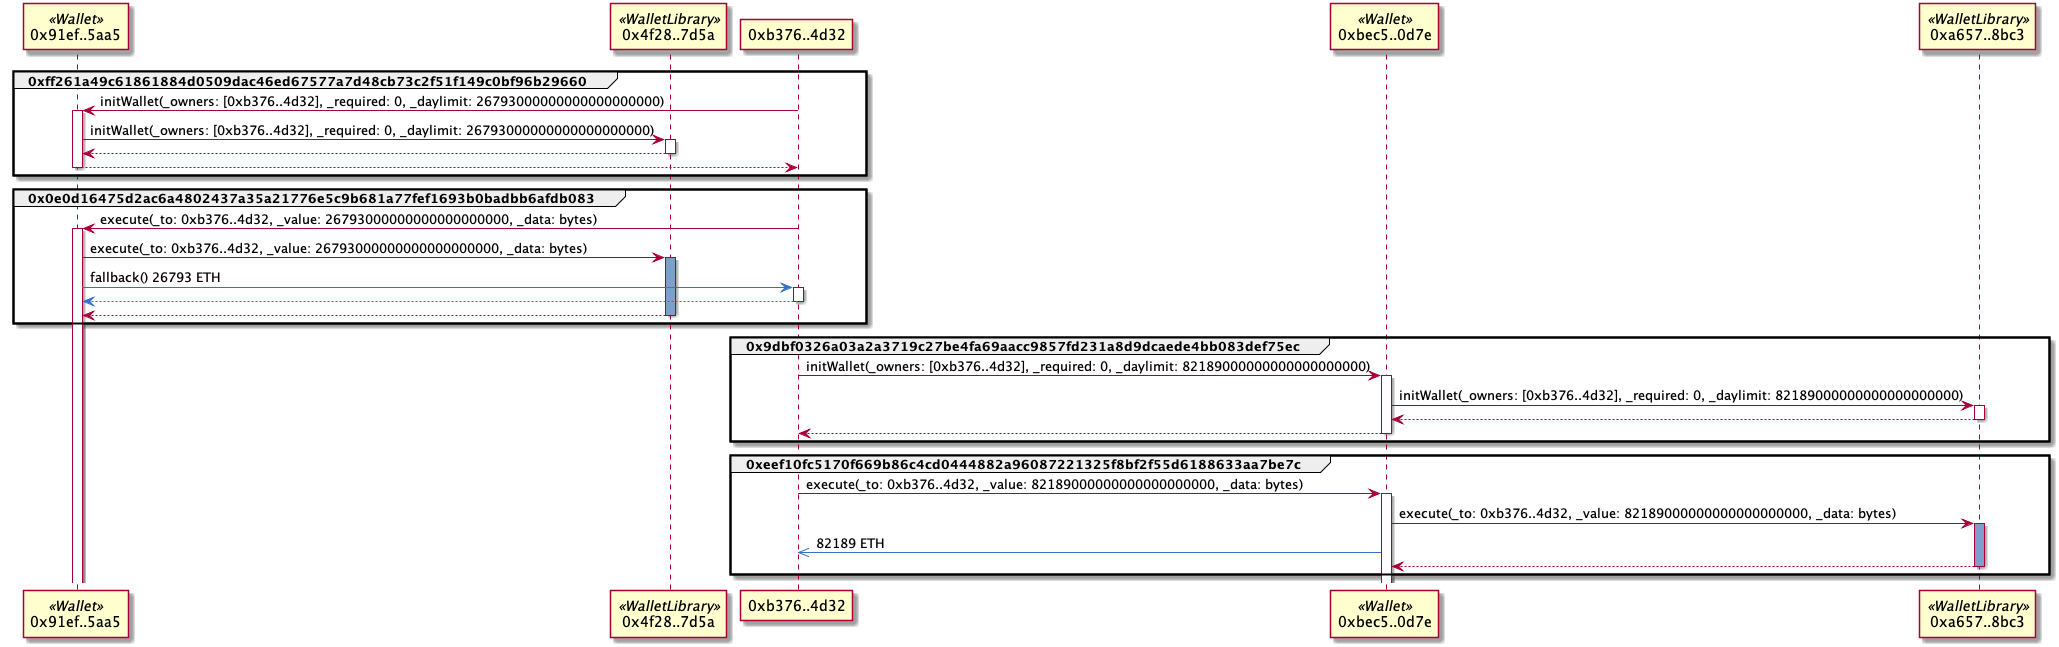 «Wallet»
0x91ef..5aa5
«WalletLibrary»
0x4f28..7d5a
0xb376..4d32
«Wallet»
0xbec5..0d7e
«WalletLibrary»
0xa657..8bc3
0xff261a49c61861884d0509dac46ed67577a7d48cb73c2f51f149c0bf96b29660
initWallet(_owners: [0xb376..4d32], _required: 0, _daylimit: 26793000000000000000000)
initWallet(_owners: [0xb376..4d32], _required: 0, _daylimit: 26793000000000000000000)
0x0e0d16475d2ac6a4802437a35a21776e5c9b681a77fef1693b0badbb6afdb083
execute(_to: 0xb376..4d32, _value: 26793000000000000000000, _data: bytes)
execute(_to: 0xb376..4d32, _value: 26793000000000000000000, _data: bytes)
fallback() 26793 ETH
0x9dbf0326a03a2a3719c27be4fa69aacc9857fd231a8d9dcaede4bb083def75ec
initWallet(_owners: [0xb376..4d32], _required: 0, _daylimit: 82189000000000000000000)
initWallet(_owners: [0xb376..4d32], _required: 0, _daylimit: 82189000000000000000000)
0xeef10fc5170f669b86c4cd0444882a96087221325f8bf2f55d6188633aa7be7c
execute(_to: 0xb376..4d32, _value: 82189000000000000000000, _data: bytes)
execute(_to: 0xb376..4d32, _value: 82189000000000000000000, _data: bytes)
82189 ETH
«Wallet»
0x91ef..5aa5
«WalletLibrary»
0x4f28..7d5a
0xb376..4d32
«Wallet»
0xbec5..0d7e
«WalletLibrary»
0xa657..8bc3